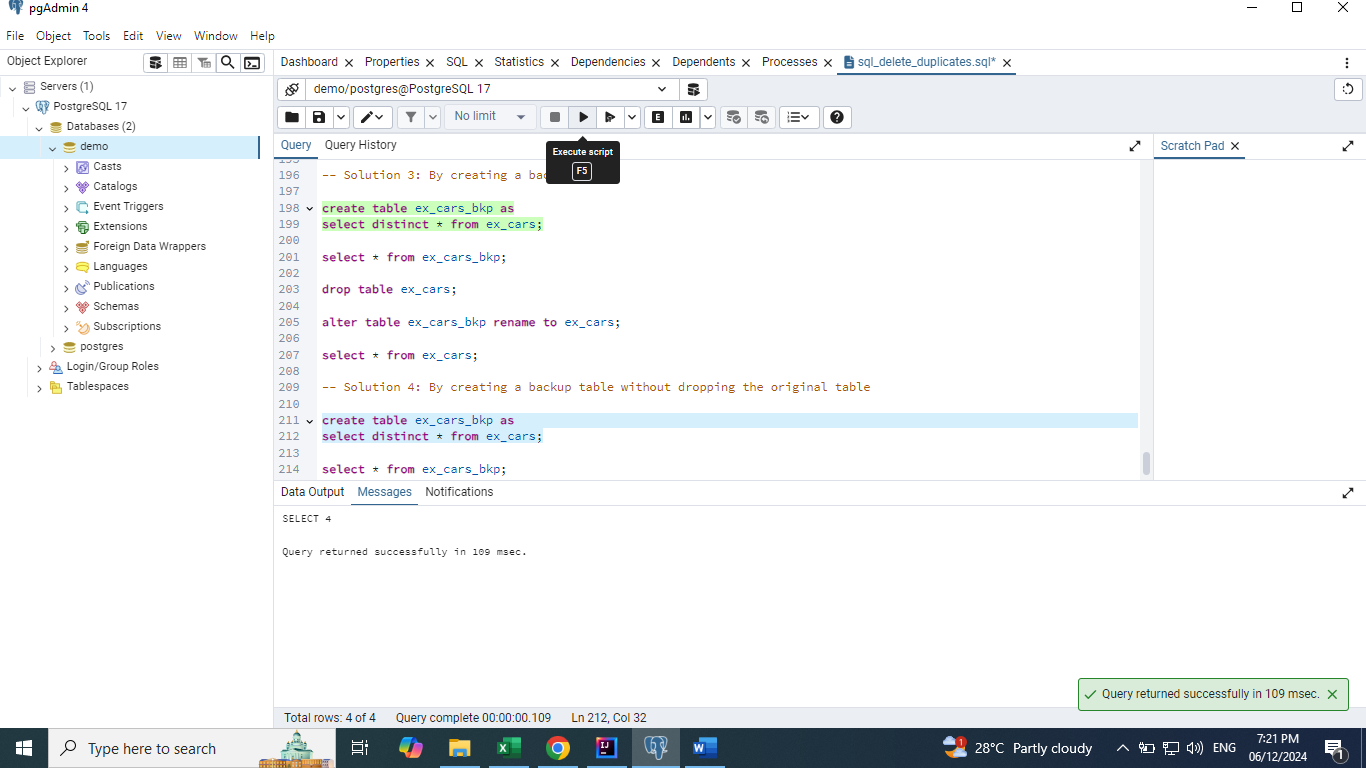 pgAdmin 4
File Object Tools Edit View Window Help
Object Explorer
Servers (1)
PostgreSQL 17
Databases (2)
demo
Casts
Catalogs
Event Triggers
Extensions
Foreign Data Wrappers
Languages
Publications
Schemas
Subscriptions
postgres
Login/Group Roles
Tablespaces
Dashboard Properties SQL Statistics Dependencies Dependents Processes sql_delete_duplicates.sql*
demo/postgres@PostgreSQL 17
No limit
E
Query Query History
Scratch Pad
Execute script
F5
195
196 -- Solution 3: By creating a bac
197
198 create table ex_cars_bkp as
199 select distinct * from ex_cars;
200
201 select * from ex_cars_bkp;
202
203 drop table ex_cars;
204
205 alter table ex_cars_bkp rename to ex_cars;
206
207 select * from ex_cars;
208
209 -- Solution 4: By creating a backup table without dropping the original table
210
211 create table ex_cars_bkp as
212 select distinct * from ex_cars;
213
214 select * from ex_cars_bkp;
Data Output Messages Notifications
SELECT 4
Query returned successfully in 109 msec.
Query returned successfully in 109 msec.
Total rows: 4 of 4 Query complete 00:00:00.109 Ln 212, Col 32
Type here to search
1
28°C Partly cloudy
ENG
7:21 PM
06/12/2024
1